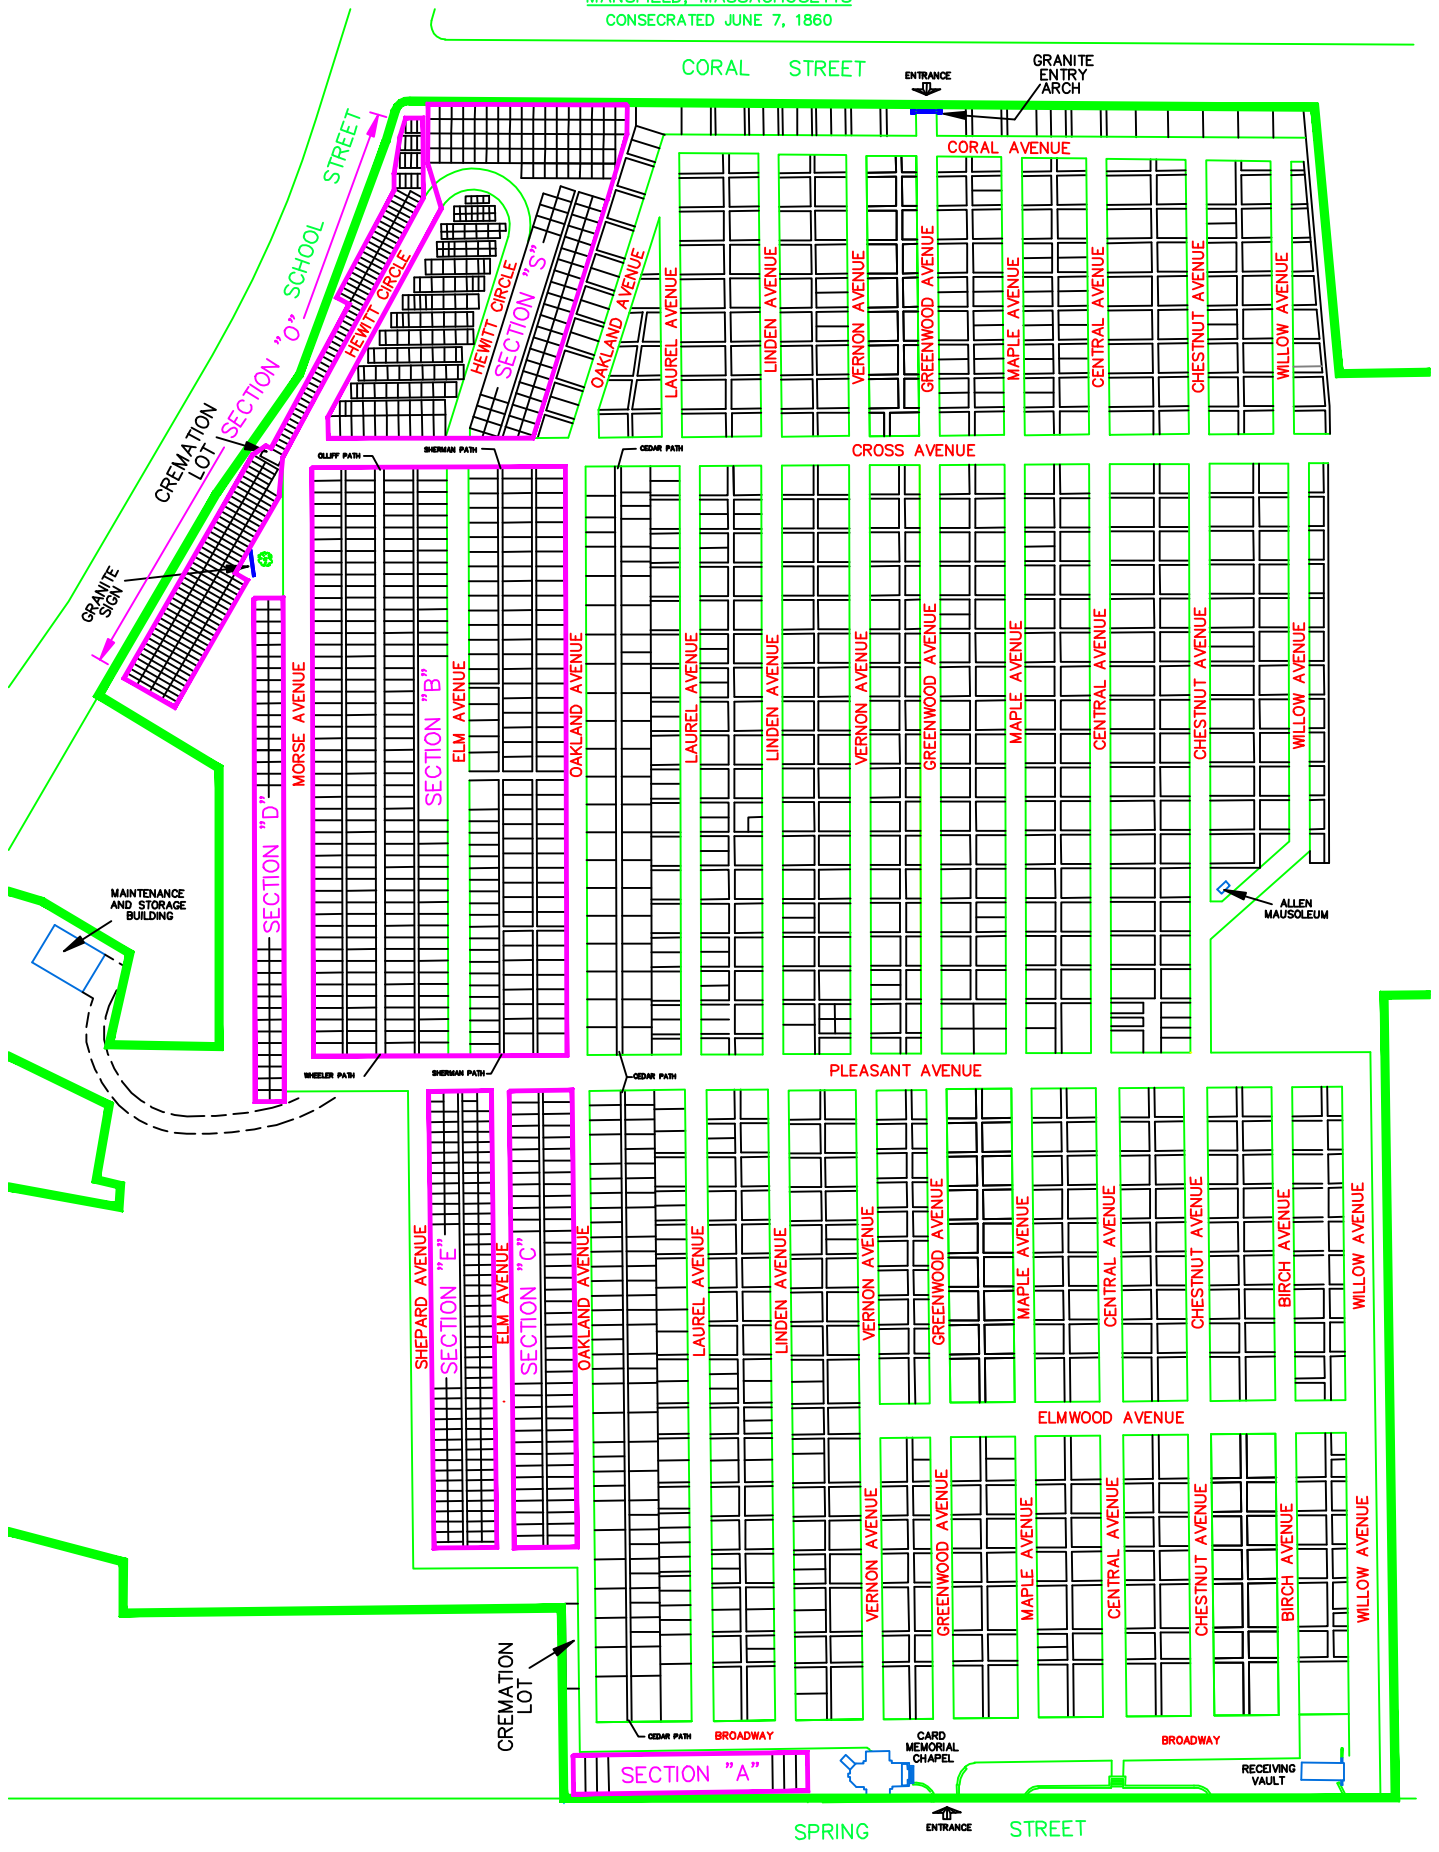 MANSFIELD, MASSACHUSETTS
CONSECRATED JUNE 7, 1860
CORAL STREET
ENTRANCE
GRANITE
ENTRY
ARCH
CORAL AVENUE
SCHOOL STREET
SECTION "O"
HEWITT CIRCLE
HEWITT CIRCLE
SECTION "S"
OAKLAND AVENUE
LAUREL AVENUE
LINDEN AVENUE
VERNON AVENUE
GREENWOOD AVENUE
MAPLE AVENUE
CENTRAL AVENUE
CHESTNUT AVENUE
WILLOW AVENUE
CREMATION
LOT
OLLIFF PATH
SHERMAN PATH
CEDAR PATH
CROSS AVENUE
GRANITE
SIGN
MORSE AVENUE
SECTION "D"
SECTION "B"
ELM AVENUE
OAKLAND AVENUE
LAUREL AVENUE
LINDEN AVENUE
VERNON AVENUE
GREENWOOD AVENUE
MAPLE AVENUE
CENTRAL AVENUE
CHESTNUT AVENUE
WILLOW AVENUE
MAINTENANCE
AND STORAGE
BUILDING
ALLEN
MAUSOLEUM
WHEELER PATH
SHERMAN PATH
CEDAR PATH
PLEASANT AVENUE
SHEPARD AVENUE
SECTION "E"
ELM AVENUE
SECTION "C"
OAKLAND AVENUE
LAUREL AVENUE
LINDEN AVENUE
VERNON AVENUE
GREENWOOD AVENUE
MAPLE AVENUE
CENTRAL AVENUE
CHESTNUT AVENUE
BIRCH AVENUE
WILLOW AVENUE
ELMWOOD AVENUE
VERNON AVENUE
GREENWOOD AVENUE
MAPLE AVENUE
CENTRAL AVENUE
CHESTNUT AVENUE
BIRCH AVENUE
WILLOW AVENUE
CREMATION
LOT
CEDAR PATH
BROADWAY
CARD
MEMORIAL
CHAPEL
BROADWAY
SECTION "A"
RECEIVING
VAULT
ENTRANCE
SPRING STREET